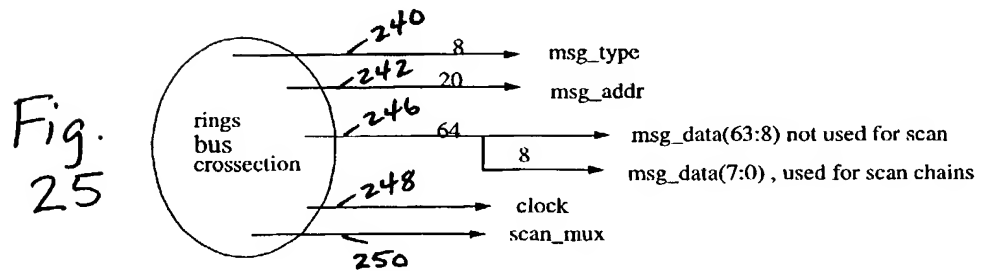 Fig.
25
240
8
msg_type
242
20
msg_addr
rings
bus
crossection
246
64
msg_data(63:8) not used for scan
8
msg_data(7:0) , used for scan chains
248
clock
scan_mux
250